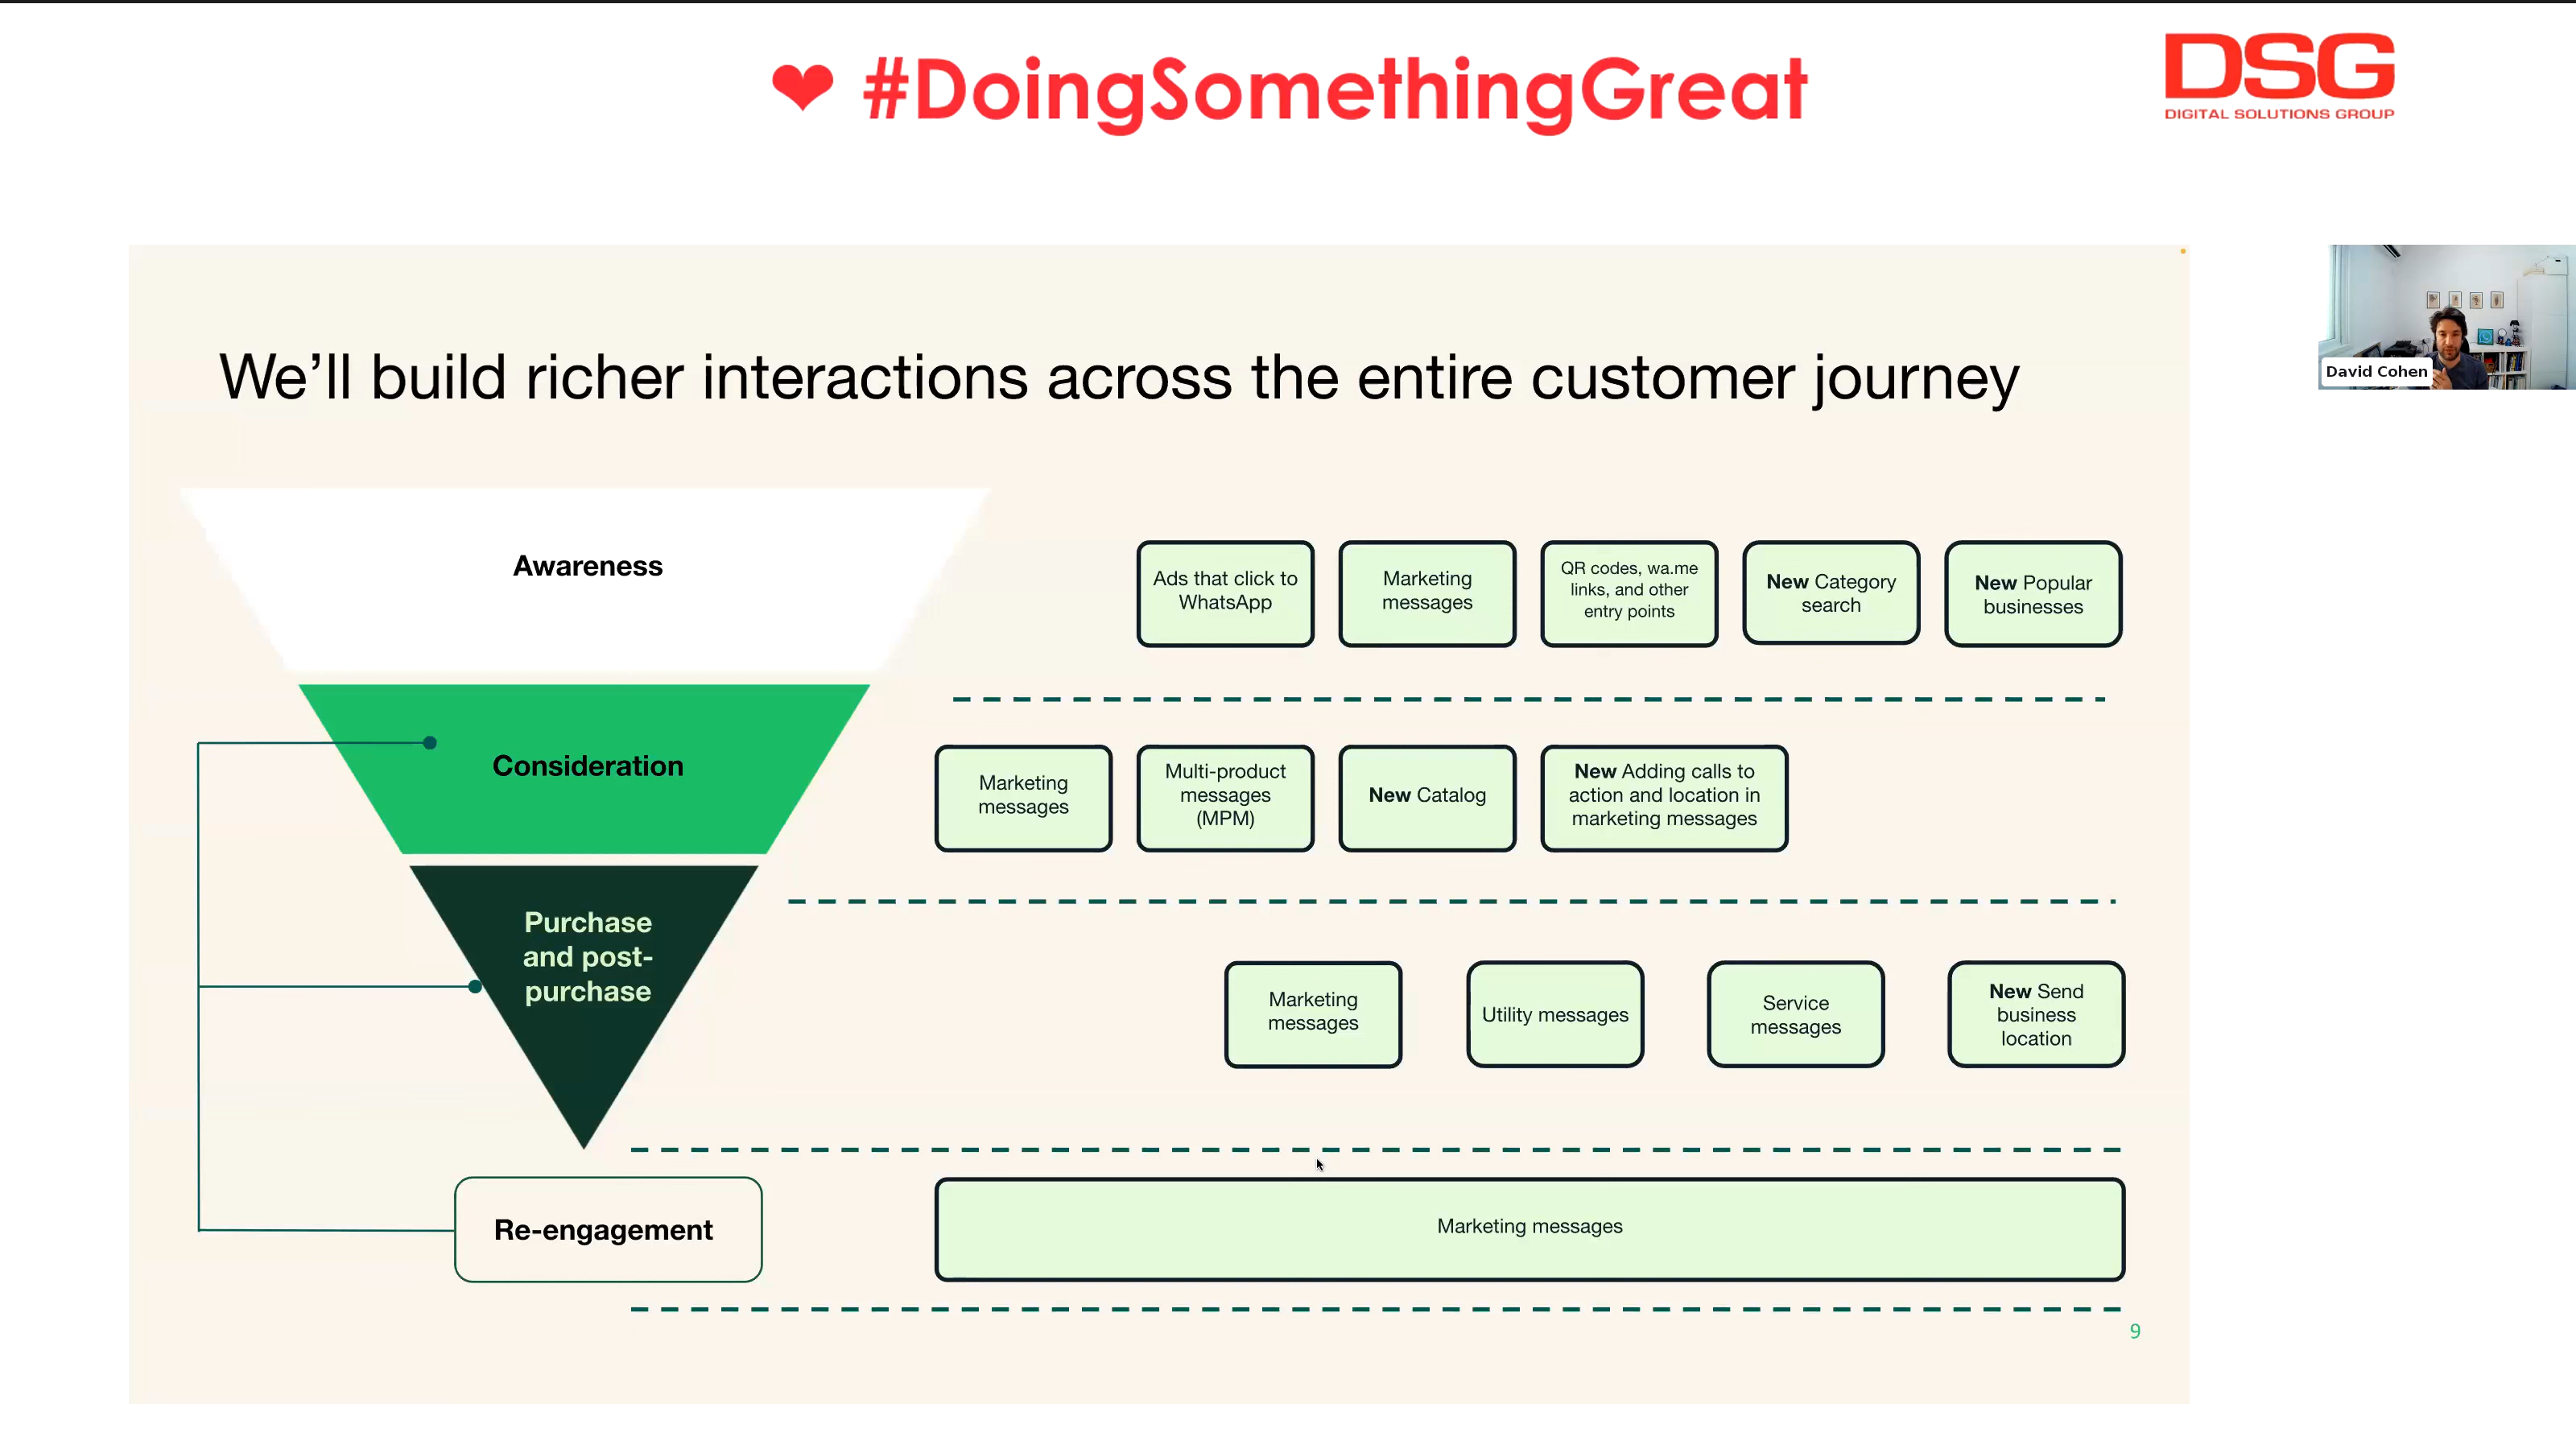 ❤ #DoingSomethingGreat
DSG
DIGITAL SOLUTIONS GROUP
David Cohen
We’ll build richer interactions across the entire customer journey
Awareness
Ads that click to
WhatsApp
Marketing
messages
QR codes, wa.me
links, and other
entry points
New Category
search
New Popular
businesses
Consideration
Marketing
messages
Multi-product
messages
(MPM)
New Catalog
New Adding calls to
action and location in
marketing messages
Purchase
and post-
purchase
Marketing
messages
Utility messages
Service
messages
New Send
business
location
Re-engagement
Marketing messages
9